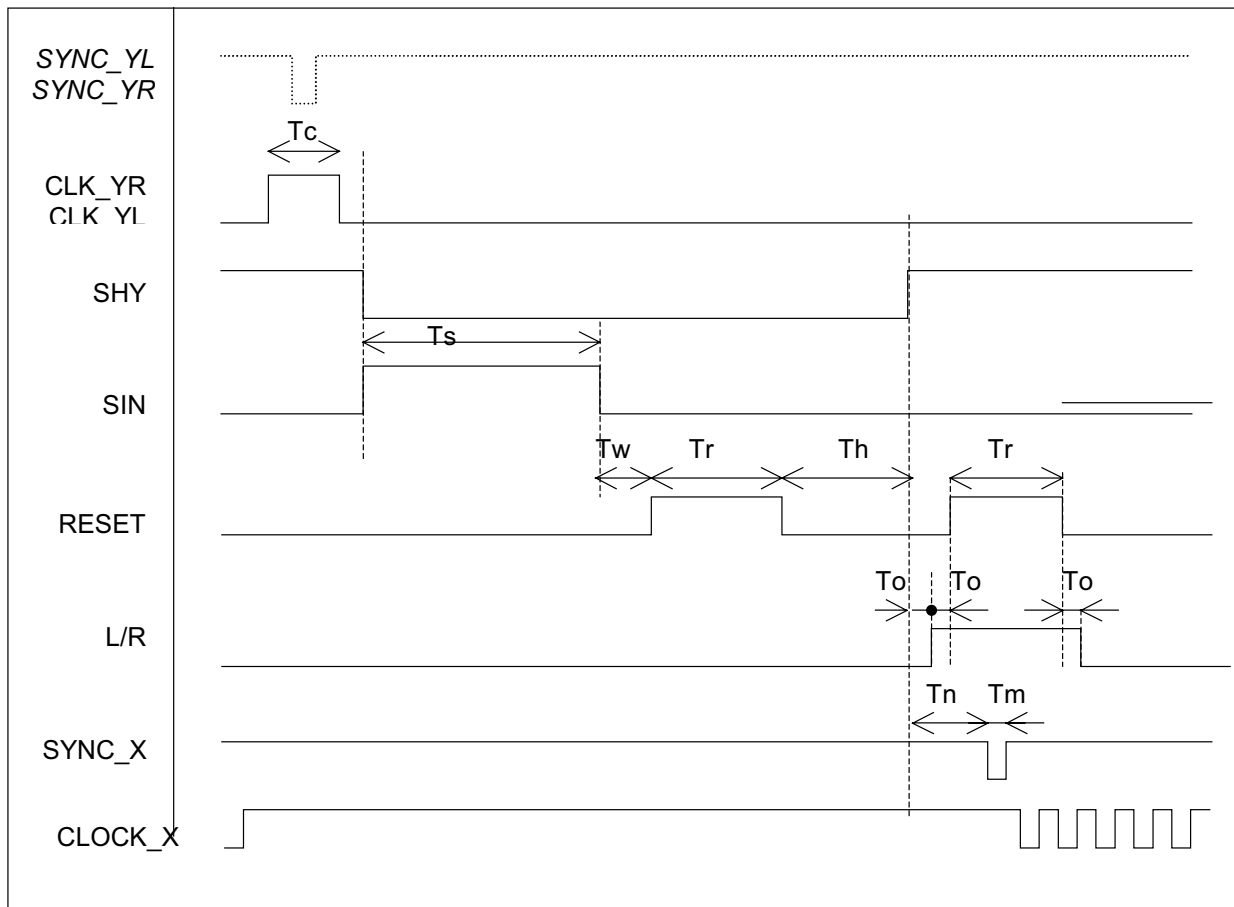 SYNC_YL
SYNC_YR
Tc
CLK_YR
CLK_YL
SHY
Ts
SIN
Tw Tr Th Tr
RESET
To To To
L/R
Tn Tm
SYNC_X
CLOCK_X